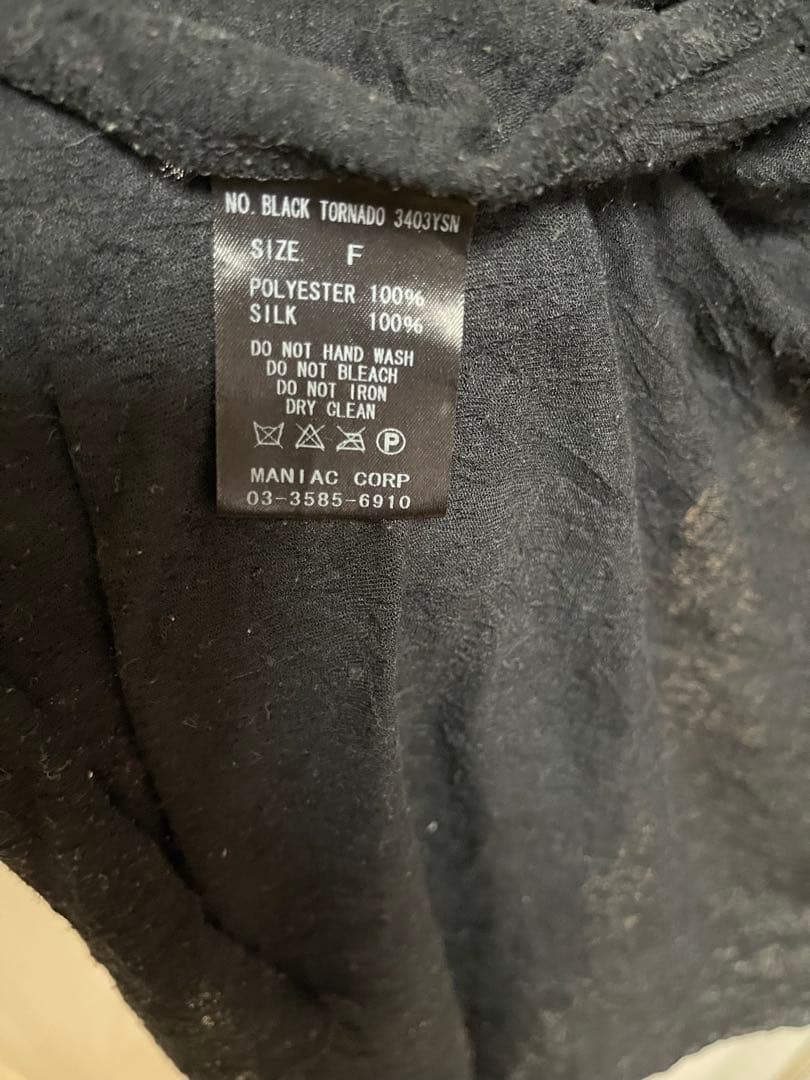 NO. BLACK TORNADO 3403YSN
SIZE. F
POLYESTER 100%
SILK 100%
DO NOT HAND WASH
DO NOT BLEACH
DO NOT IRON
DRY CLEAN
P
MANIAC CORP
03-3585-6910